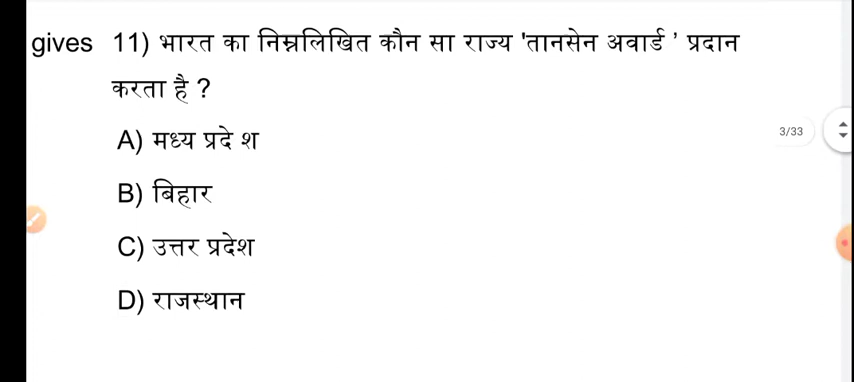 gives 11) भारत का निम्नलिखित कौन सा राज्य 'तानसेन अवार्ड ' प्रदान
करता है ?
A) मध्य प्रदे श
3/33
B) बिहार
C) उत्तर प्रदेश
D) राजस्थान